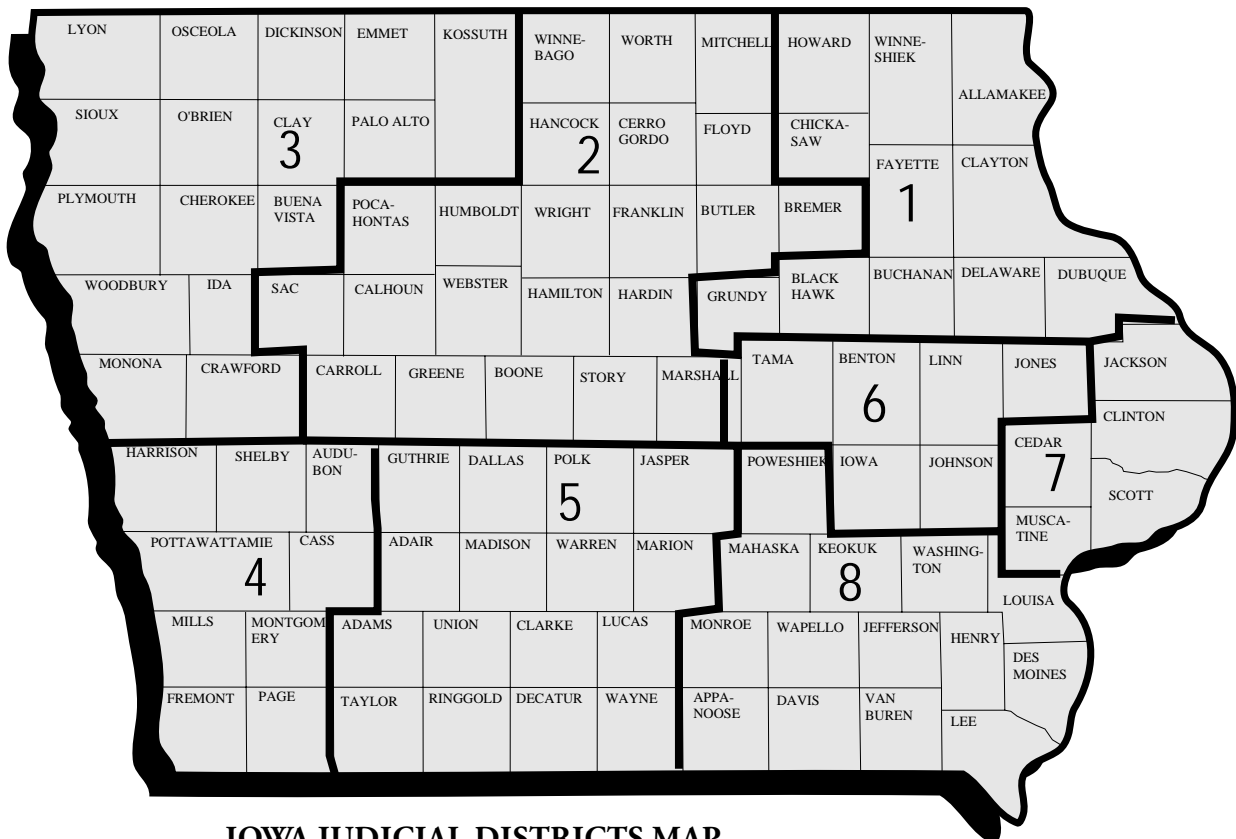 LYON
OSCEOLA
DICKINSON
EMMET
KOSSUTH
WINNE-
BAGO
WORTH
MITCHELL
HOWARD
WINNE-
SHIEK
ALLAMAKEE
SIOUX
O'BRIEN
CLAY
PALO ALTO
3
HANCOCK
CERRO
GORDO
2
FLOYD
CHICKA-
SAW
FAYETTE
CLAYTON
1
PLYMOUTH
CHEROKEE
BUENA
VISTA
POCA-
HONTAS
HUMBOLDT
WRIGHT
FRANKLIN
BUTLER
BREMER
WOODBURY
IDA
SAC
CALHOUN
WEBSTER
HAMILTON
HARDIN
GRUNDY
BLACK
HAWK
BUCHANAN
DELAWARE
DUBUQUE
MONONA
CRAWFORD
CARROLL
GREENE
BOONE
STORY
MARSHALL
TAMA
BENTON
LINN
JONES
JACKSON
6
CLINTON
HARRISON
SHELBY
AUDU-
BON
GUTHRIE
DALLAS
POLK
JASPER
POWESHIEK
IOWA
JOHNSON
CEDAR
7
SCOTT
5
MUSCA-
TINE
POTTAWATTAMIE
CASS
ADAIR
MADISON
WARREN
MARION
MAHASKA
KEOKUK
WASHING-
TON
4
8
LOUISA
MILLS
MONTGOM
ERY
ADAMS
UNION
CLARKE
LUCAS
MONROE
WAPELLO
JEFFERSON
HENRY
DES
MOINES
FREMONT
PAGE
TAYLOR
RINGGOLD
DECATUR
WAYNE
APPA-
NOOSE
DAVIS
VAN
BUREN
LEE
IOWA JUDICIAL DISTRICTS MAP